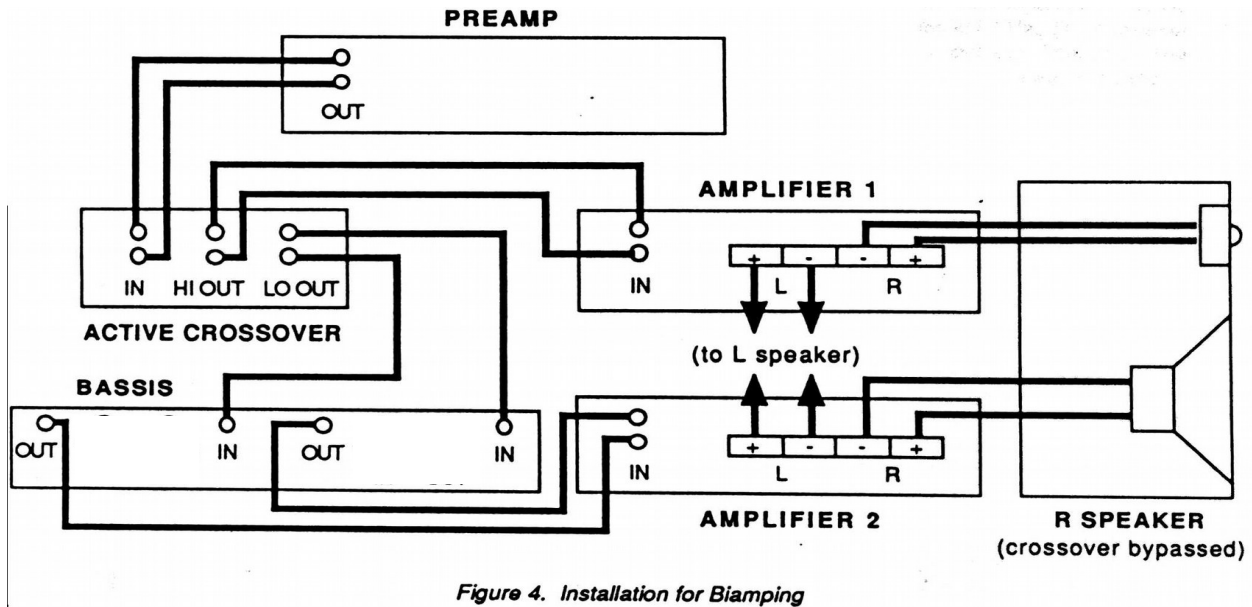 PREAMP
OUT
AMPLIFIER 1
IN
+ - - +
L R
IN HI OUT LO OUT
ACTIVE CROSSOVER
(to L speaker)
BASSIS
OUT IN OUT IN
IN
+ - - +
L R
AMPLIFIER 2
R SPEAKER
(crossover bypassed)
Figure 4. Installation for Biamping